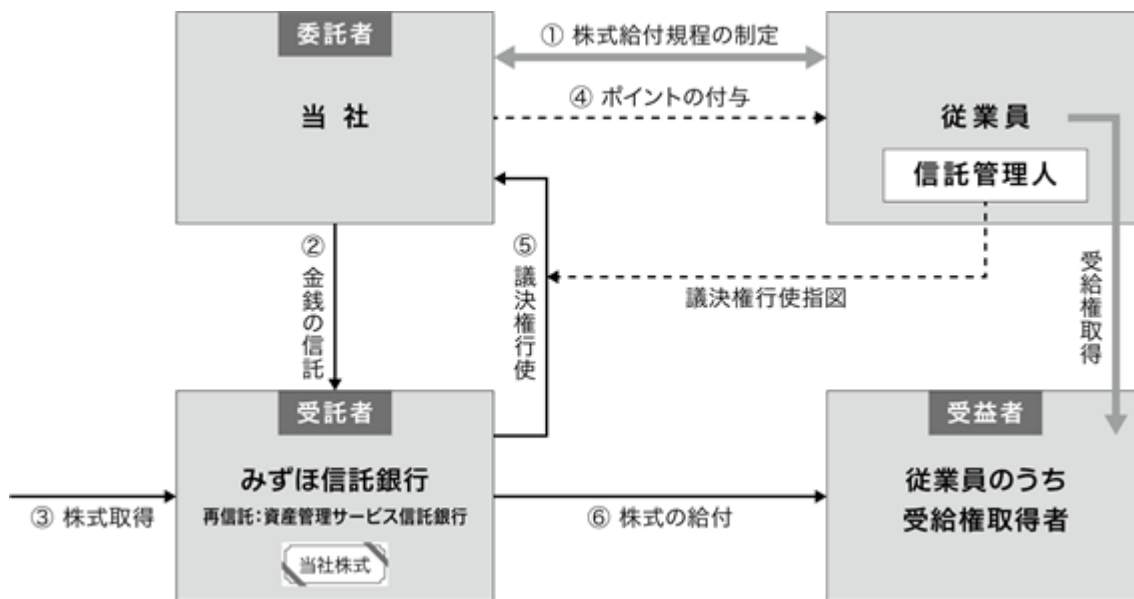 委託者
当社
① 株式給付規程の制定
④ ポイントの付与
従業員
信託管理人
② 金銭の信託
⑤ 議決権行使
議決権行使指図
受給権取得
受託者
みずほ信託銀行
再信託：資産管理サービス信託銀行
当社株式
③ 株式取得
⑥ 株式の給付
受益者
従業員のうち
受給権取得者